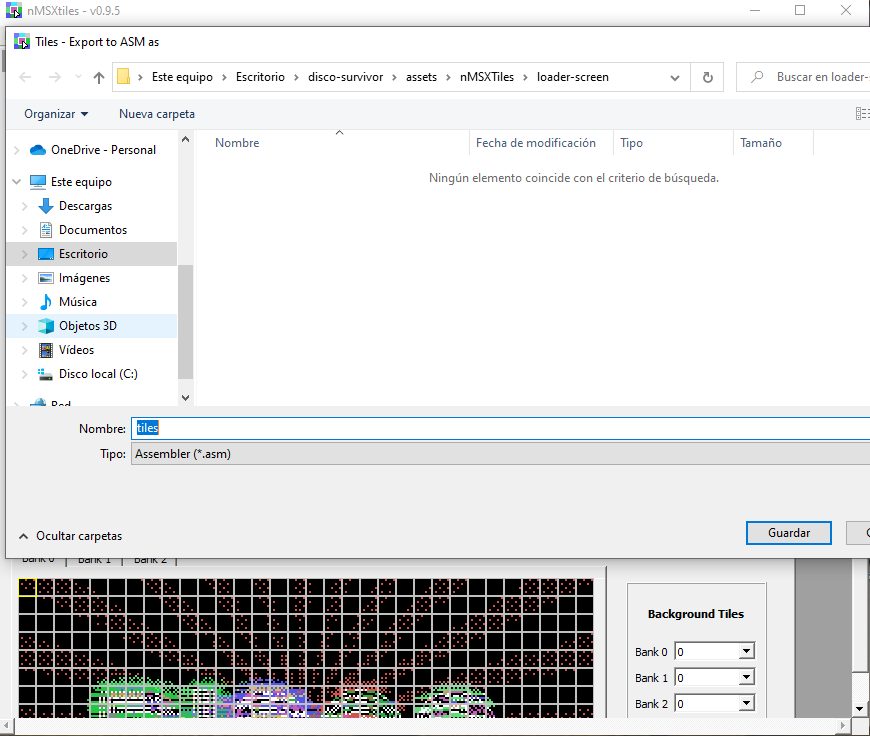 nMSXtiles - v0.9.5
Tiles - Export to ASM as
Este equipo > Escritorio > disco-survivor > assets > nMSXTiles > loader-screen
Buscar en loader-s
Organizar
Nueva carpeta
OneDrive - Personal
Este equipo
Descargas
Documentos
Escritorio
Imágenes
Música
Objetos 3D
Vídeos
Disco local (C:)
Red
Nombre
Fecha de modificación
Tipo
Tamaño
Ningún elemento coincide con el criterio de búsqueda.
Nombre: tiles
Tipo: Assembler (*.asm)
Ocultar carpetas
Guardar
Bank 0
Bank 1
Bank 2
Background Tiles
Bank 0 0
Bank 1 0
Bank 2 0